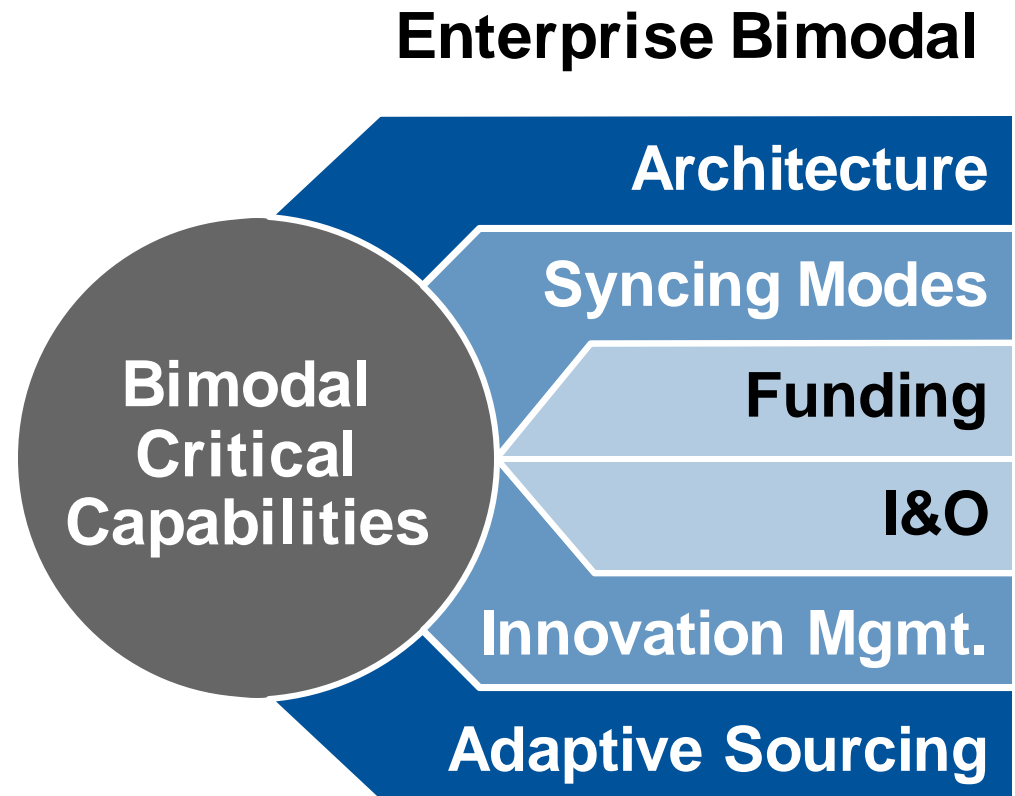 Enterprise Bimodal
Architecture
Syncing Modes
Funding
I&O
Innovation Mgmt.
Adaptive Sourcing
Bimodal
Critical
Capabilities